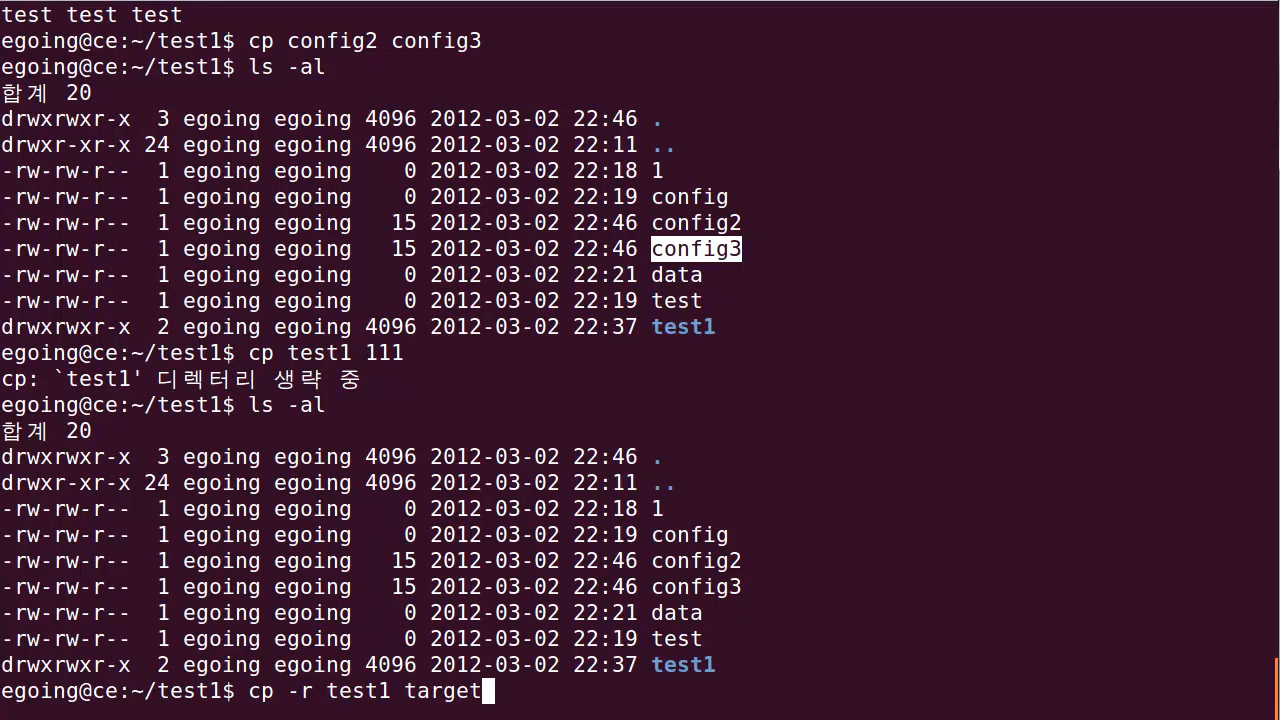 test test test
egoing@ce:~/test1$ cp config2 config3
egoing@ce:~/test1$ ls -al
합계 20
drwxrwxr-x  3 egoing egoing 4096 2012-03-02 22:46 .
drwxr-xr-x 24 egoing egoing 4096 2012-03-02 22:11 ..
-rw-rw-r--  1 egoing egoing    0 2012-03-02 22:18 1
-rw-rw-r--  1 egoing egoing    0 2012-03-02 22:19 config
-rw-rw-r--  1 egoing egoing   15 2012-03-02 22:46 config2
-rw-rw-r--  1 egoing egoing   15 2012-03-02 22:46 config3
-rw-rw-r--  1 egoing egoing    0 2012-03-02 22:21 data
-rw-rw-r--  1 egoing egoing    0 2012-03-02 22:19 test
drwxrwxr-x  2 egoing egoing 4096 2012-03-02 22:37 test1
egoing@ce:~/test1$ cp test1 111
cp: `test1' 디렉터리 생략 중
egoing@ce:~/test1$ ls -al
합계 20
drwxrwxr-x  3 egoing egoing 4096 2012-03-02 22:46 .
drwxr-xr-x 24 egoing egoing 4096 2012-03-02 22:11 ..
-rw-rw-r--  1 egoing egoing    0 2012-03-02 22:18 1
-rw-rw-r--  1 egoing egoing    0 2012-03-02 22:19 config
-rw-rw-r--  1 egoing egoing   15 2012-03-02 22:46 config2
-rw-rw-r--  1 egoing egoing   15 2012-03-02 22:46 config3
-rw-rw-r--  1 egoing egoing    0 2012-03-02 22:21 data
-rw-rw-r--  1 egoing egoing    0 2012-03-02 22:19 test
drwxrwxr-x  2 egoing egoing 4096 2012-03-02 22:37 test1
egoing@ce:~/test1$ cp -r test1 target